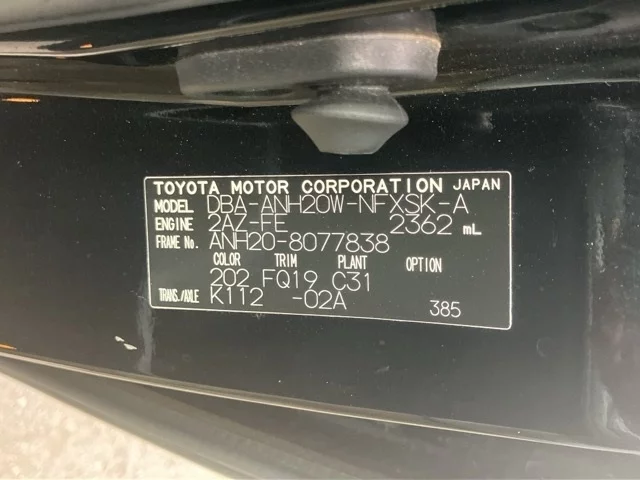 TOYOTA MOTOR CORPORATION JAPAN
MODEL DBA-ANH20W-NFXSK-A
ENGINE 2AZ-FE 2362 mL
FRAME No. ANH20-8077838
COLOR TRIM PLANT OPTION
202 FQ19 C31
TRANS./AXLE K112 -02A 385